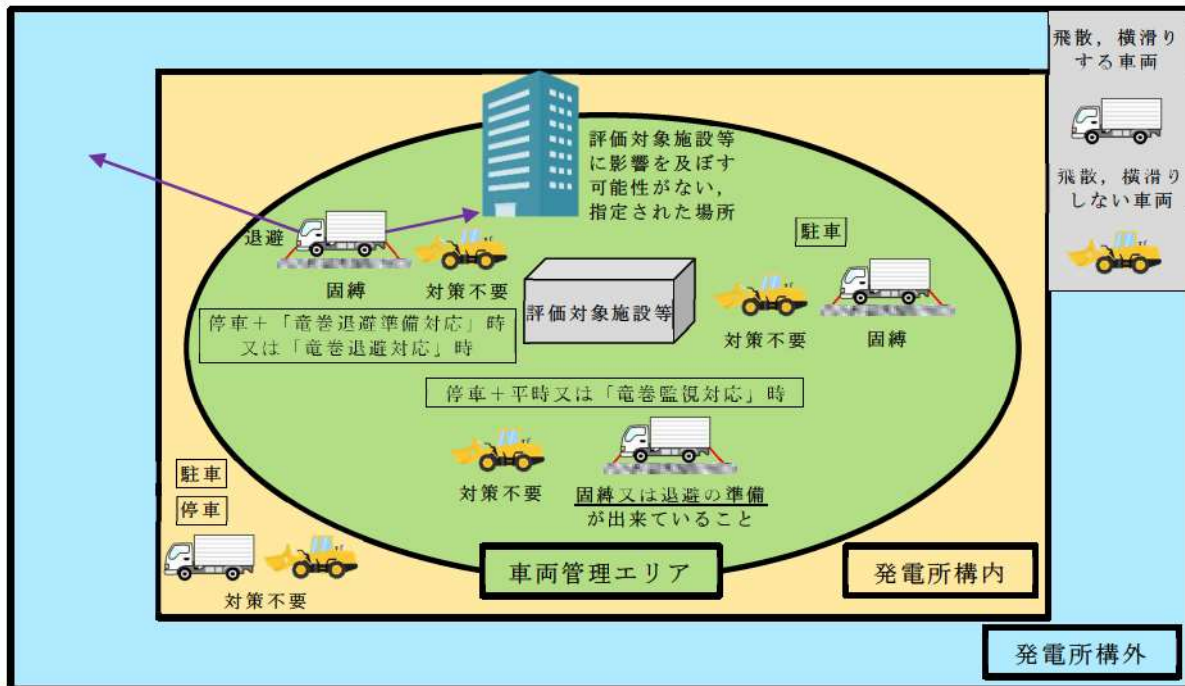 飛散，横滑り
する車両
飛散，横滑り
しない車両
評価対象施設等
に影響を及ぼす
可能性がない，
指定された場所
退避
固縛
対策不要
停車＋「竜巻退避準備対応」時
又は「竜巻退避対応」時
評価対象施設等
駐車
対策不要
固縛
停車＋平時又は「竜巻監視対応」時
対策不要
固縛又は退避の準備
が出来ていること
駐車
停車
対策不要
車両管理エリア
発電所構内
発電所構外